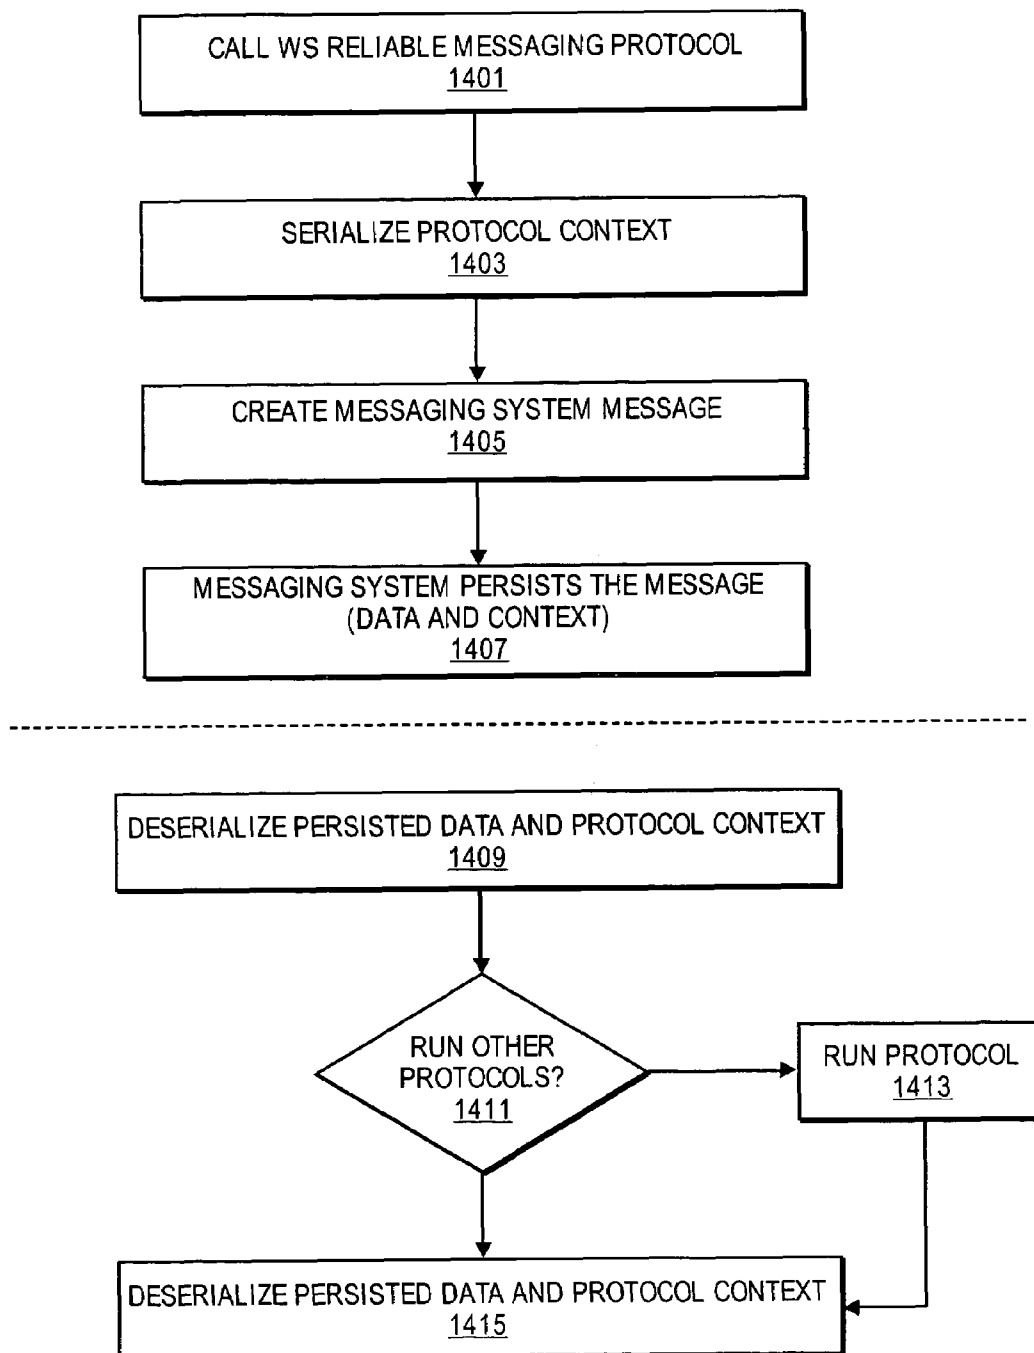 CALL WS RELIABLE MESSAGING PROTOCOL
1401
SERIALIZE PROTOCOL CONTEXT
1403
CREATE MESSAGING SYSTEM MESSAGE
1405
MESSAGING SYSTEM PERSISTS THE MESSAGE
(DATA AND CONTEXT)
1407
DESERIALIZE PERSISTED DATA AND PROTOCOL CONTEXT
1409
RUN OTHER
PROTOCOLS?
1411
RUN PROTOCOL
1413
DESERIALIZE PERSISTED DATA AND PROTOCOL CONTEXT
1415